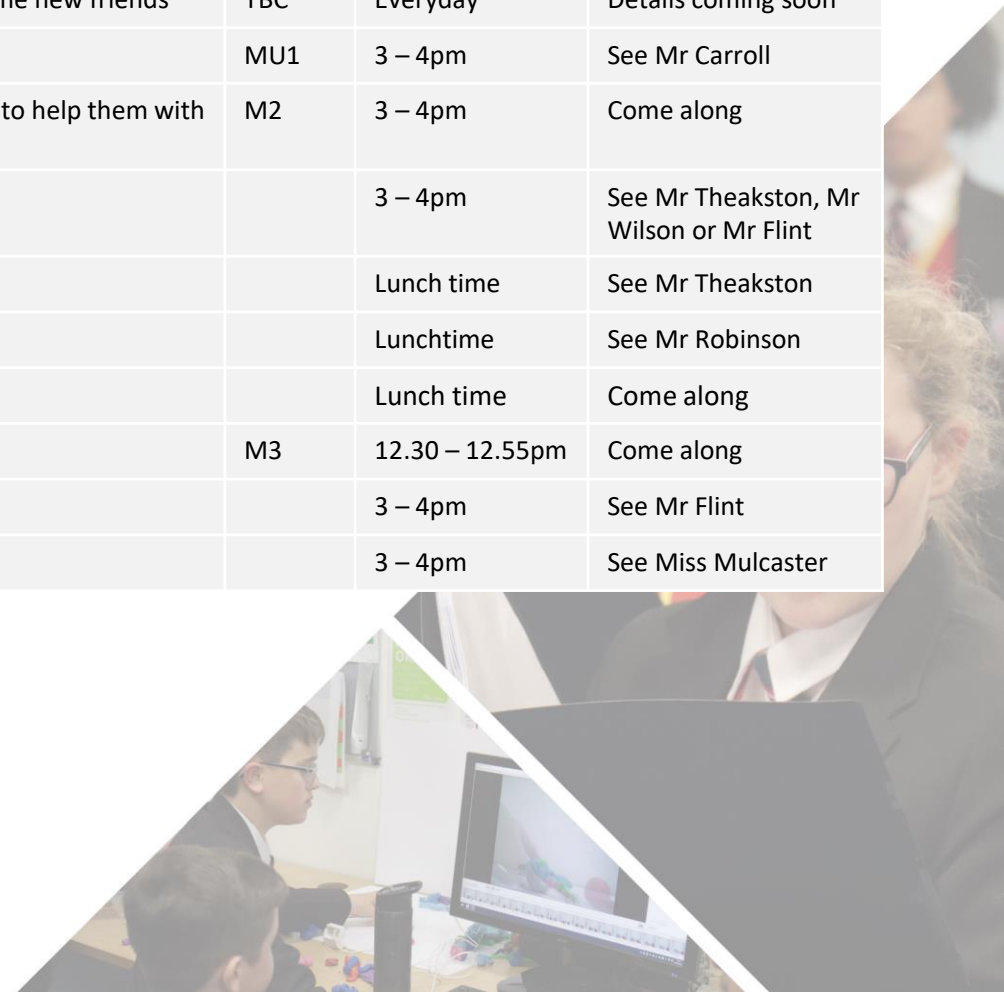 new friends TBC Everyday Details coming soon
MU1 3 – 4pm See Mr Carroll
to help them with M2 3 – 4pm Come along
3 – 4pm See Mr Theakston, Mr
Wilson or Mr Flint
Lunch time See Mr Theakston
Lunchtime See Mr Robinson
Lunch time Come along
M3 12.30 – 12.55pm Come along
3 – 4pm See Mr Flint
3 – 4pm See Miss Mulcaster